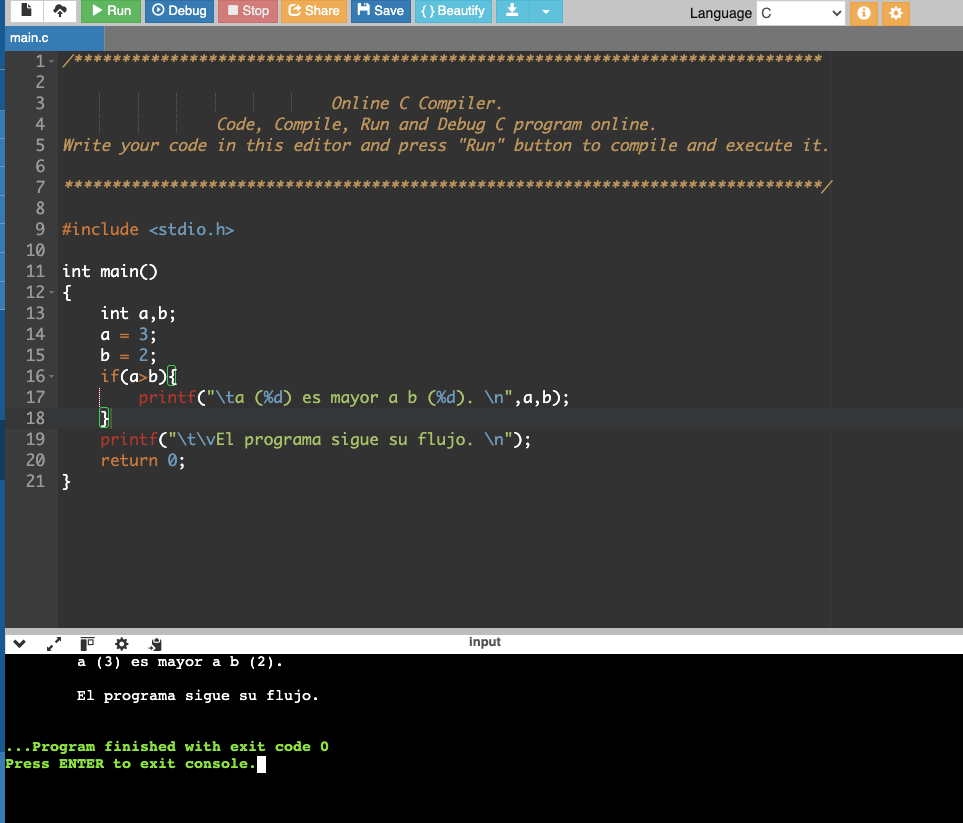 Run Debug Stop Share Save { } Beautify Language C
main.c
1 /******************************************************************************
2
3 Online C Compiler.
4 Code, Compile, Run and Debug C program online.
5 Write your code in this editor and press "Run" button to compile and execute it.
6
7 *******************************************************************************/
8
9 #include <stdio.h>
10
11 int main()
12 {
13 int a,b;
14 a = 3;
15 b = 2;
16 if(a>b){
17 printf("\ta (%d) es mayor a b (%d). \n",a,b);
18 }
19 printf("\t\vEl programa sigue su flujo. \n");
20 return 0;
21 }
input
a (3) es mayor a b (2).
El programa sigue su flujo.
...Program finished with exit code 0
Press ENTER to exit console.